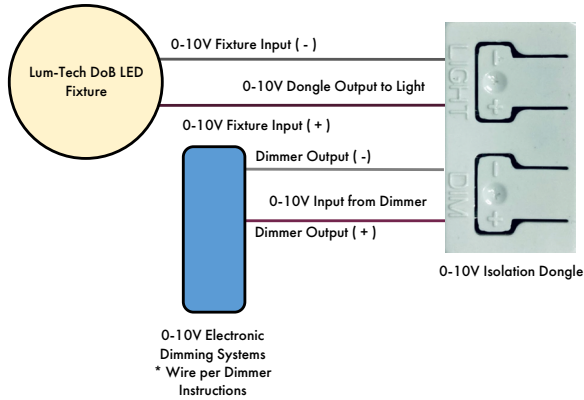 Lum-Tech DoB LED
Fixture
0-10V Fixture Input ( - )
0-10V Dongle Output to Light
0-10V Fixture Input ( + )
Dimmer Output ( -)
0-10V Input from Dimmer
Dimmer Output ( + )
LIGHT
-
+
DIM
-
+
0-10V Isolation Dongle
0-10V Electronic
Dimming Systems
* Wire per Dimmer
Instructions